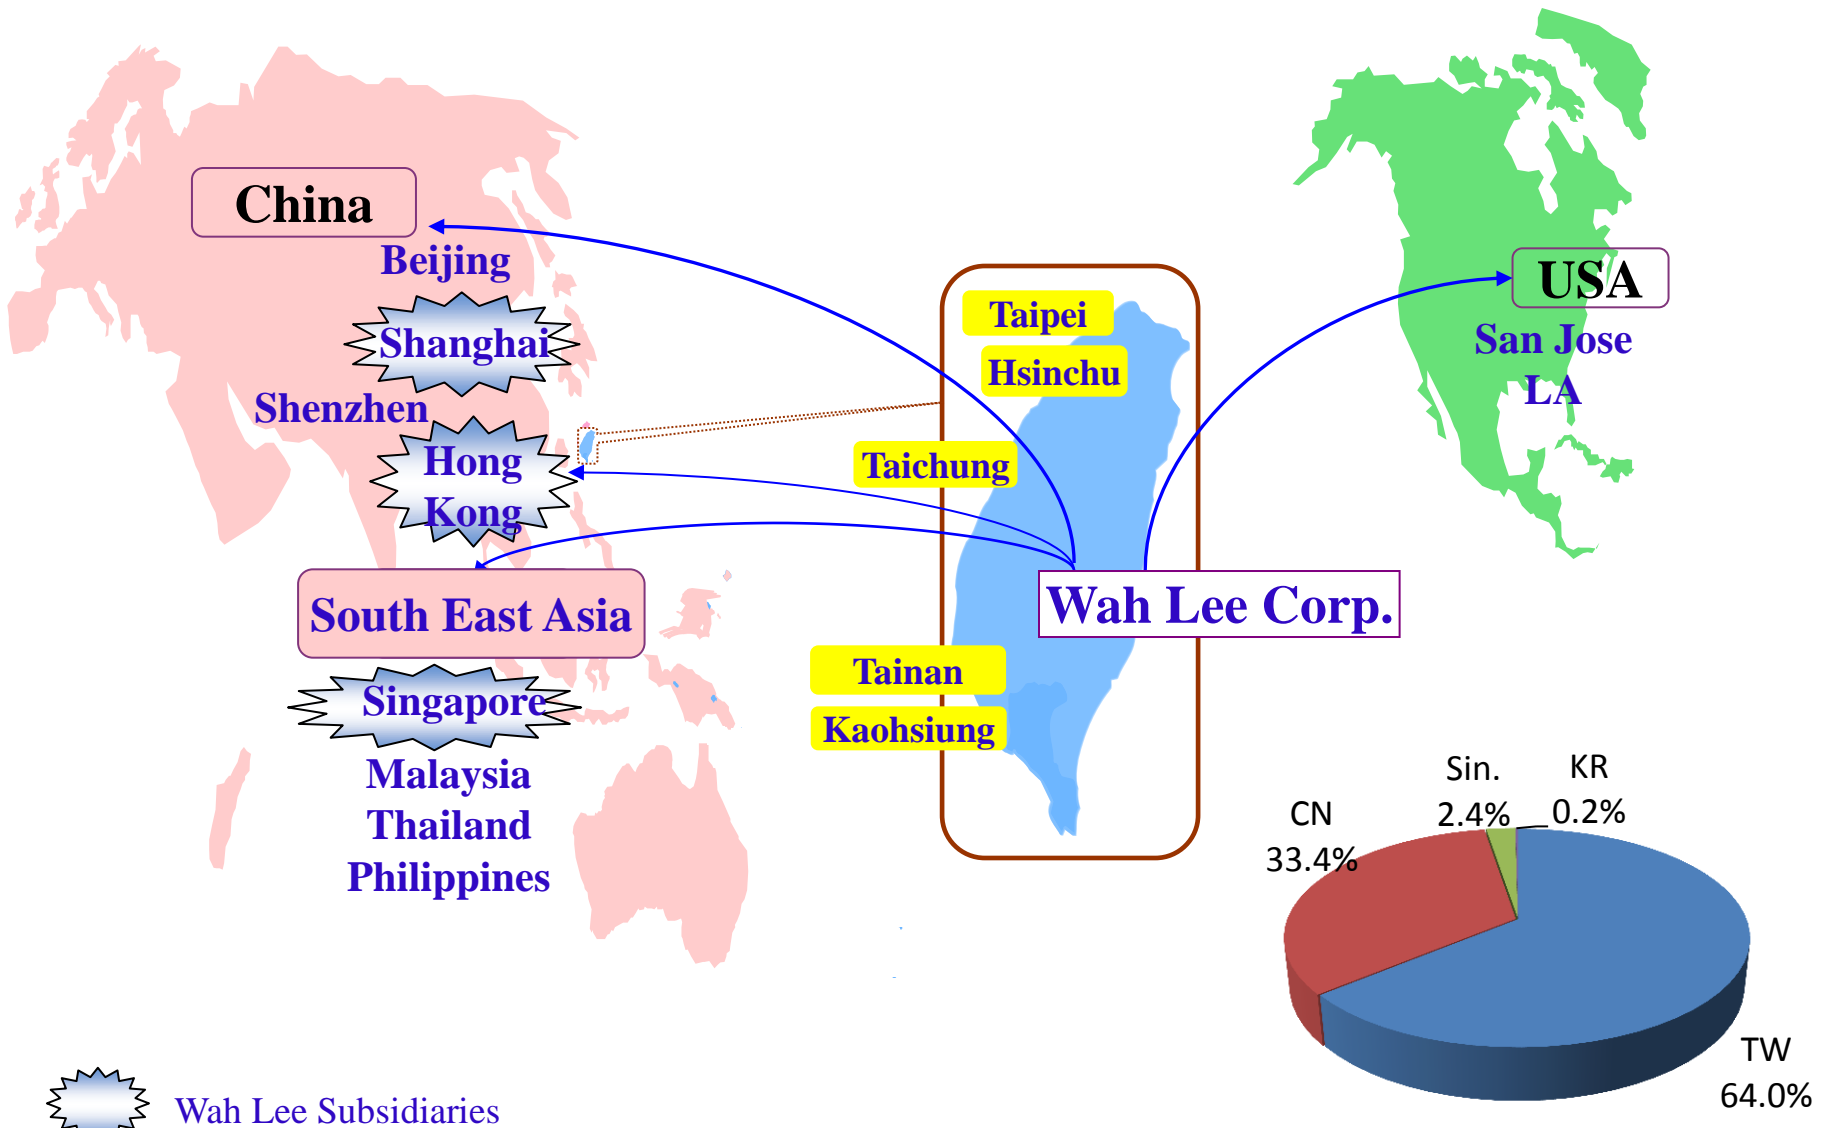 China
Beijing
Shanghai
Shenzhen
Hong
Kong
South East Asia
Singapore
Malaysia
Thailand
Philippines
Taipei
Hsinchu
Taichung
Wah Lee Corp.
Tainan
Kaohsiung
USA
San Jose
LA
CN
33.4%
Sin.
2.4%
KR
0.2%
TW
64.0%
Wah Lee Subsidiaries